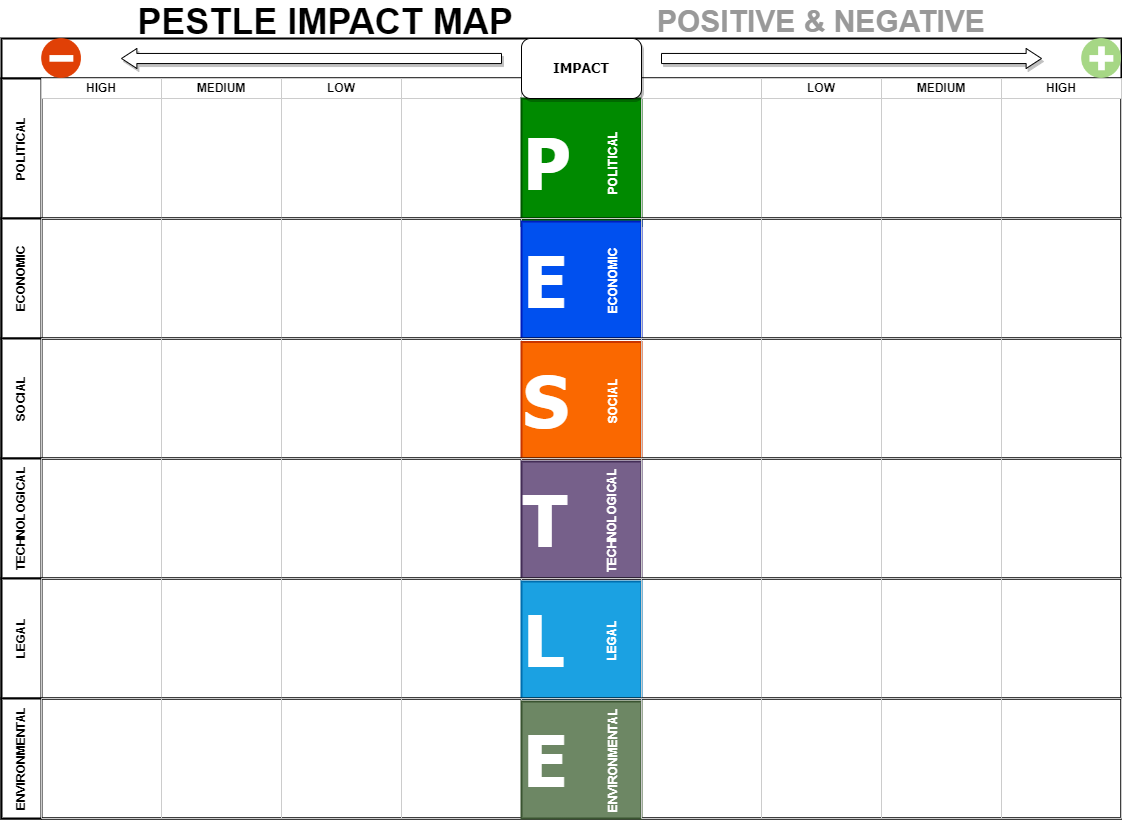 PESTLE IMPACT MAP
POSITIVE & NEGATIVE
IMPACT
HIGH MEDIUM LOW LOW MEDIUM HIGH
POLITICAL
P
POLITICAL
ECONOMIC
E
ECONOMIC
SOCIAL
S
SOCIAL
TECHNOLOGICAL
T
TECHNOLOGICAL
LEGAL
L
LEGAL
ENVIRONMENTAL
E
ENVIRONMENTAL